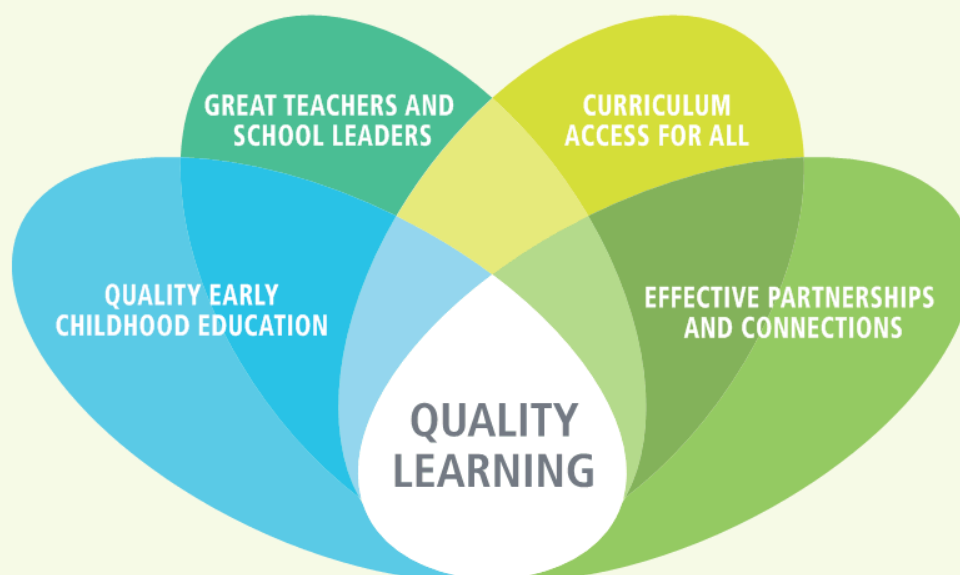 GREAT TEACHERS AND
SCHOOL LEADERS
CURRICULUM
ACCESS FOR ALL
QUALITY EARLY
CHILDHOOD EDUCATION
EFFECTIVE PARTNERSHIPS
AND CONNECTIONS
QUALITY
LEARNING